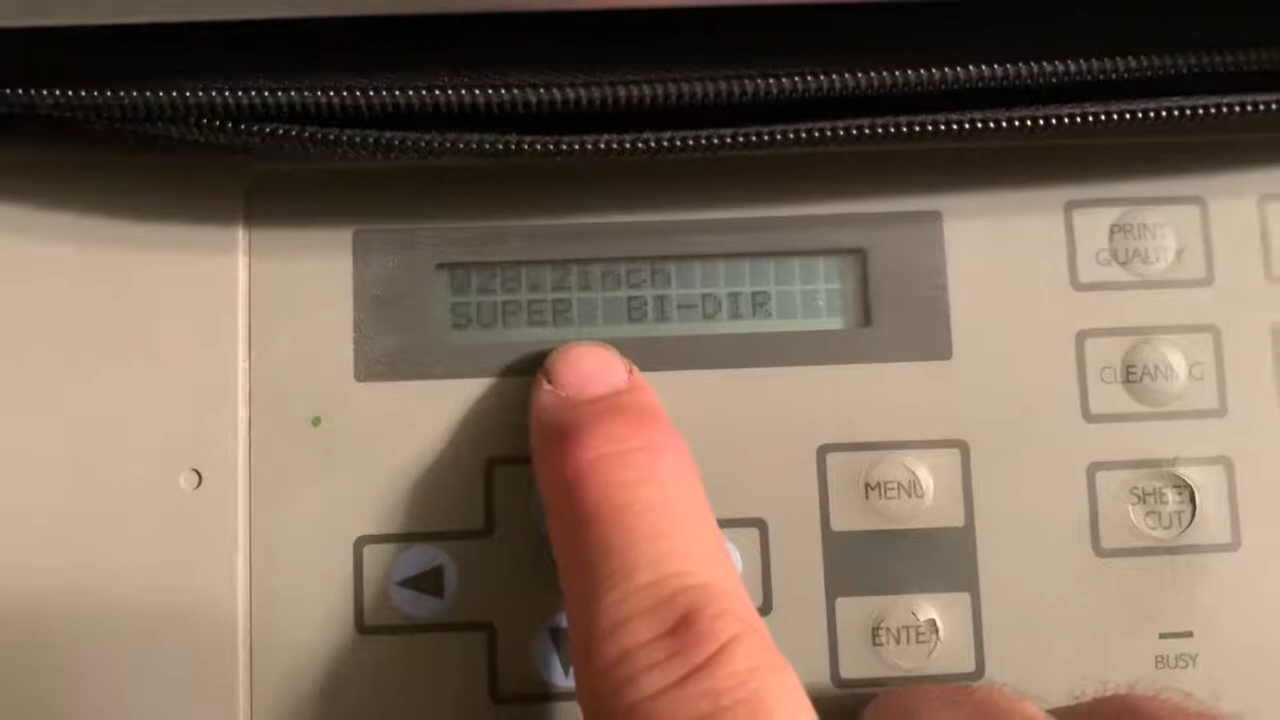 028.2inch
SUPER BI-DIR
PRINT
QUALITY
CLEANING
MENU
SHEET
CUT
ENTER
BUSY